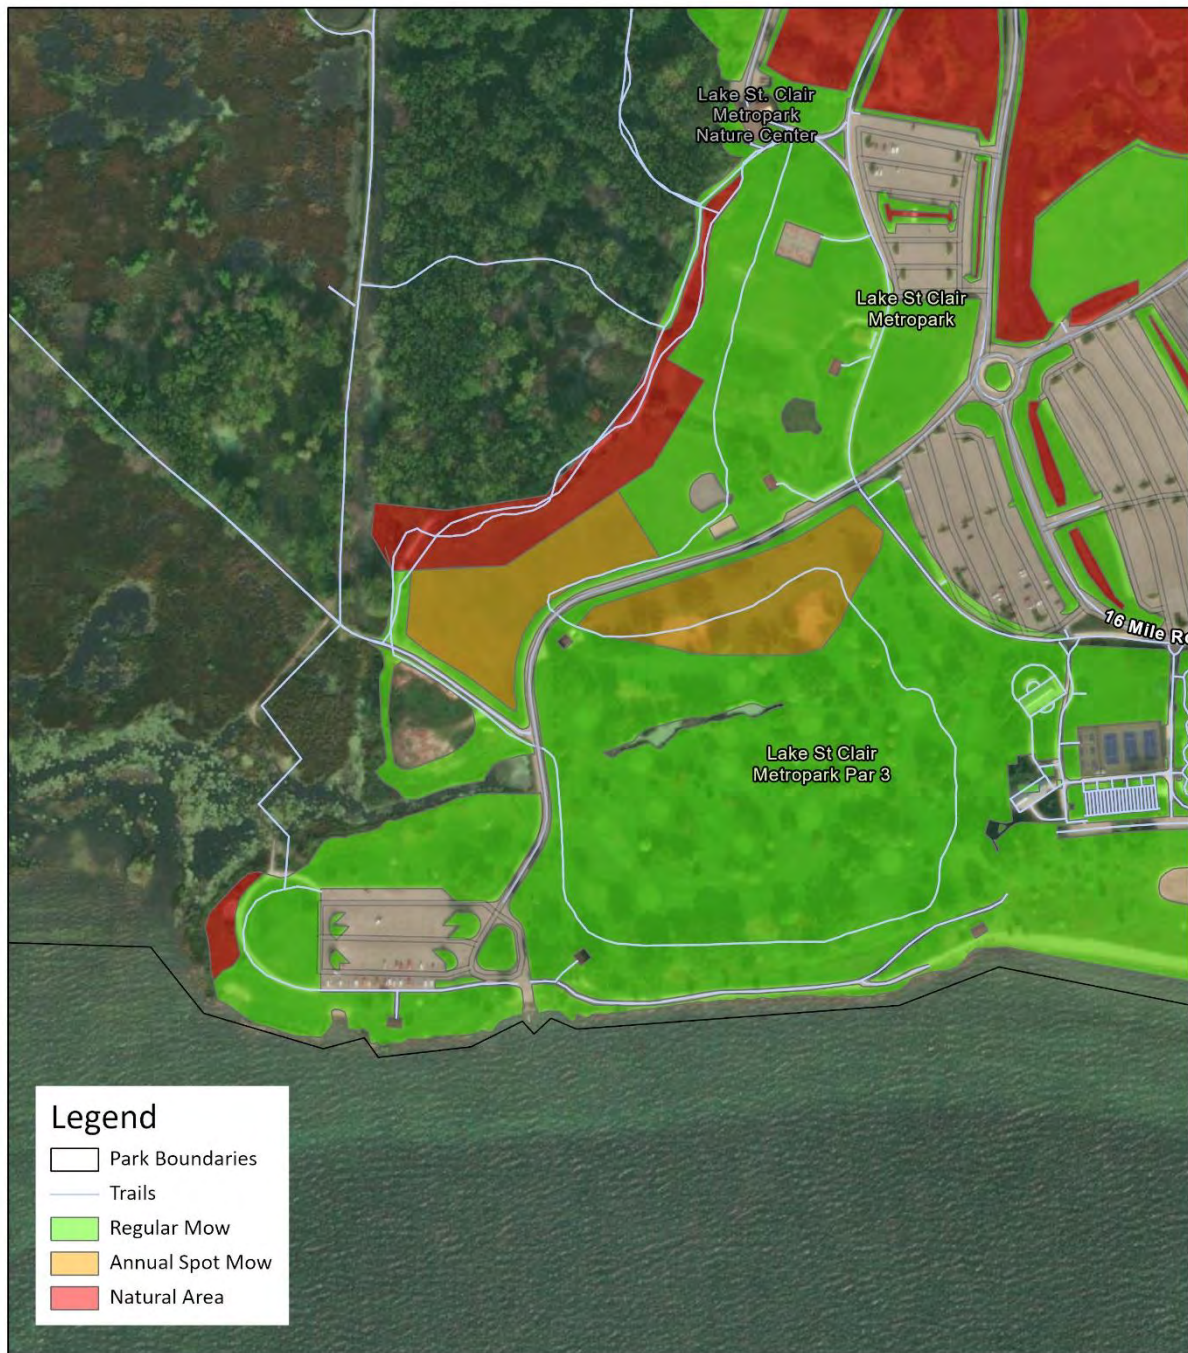 Lake St. Clair
Metropark
Nature Center
Lake St Clair
Metropark
16 Mile Ro
Lake St Clair
Metropark Par 3
Legend
Park Boundaries
Trails
Regular Mow
Annual Spot Mow
Natural Area